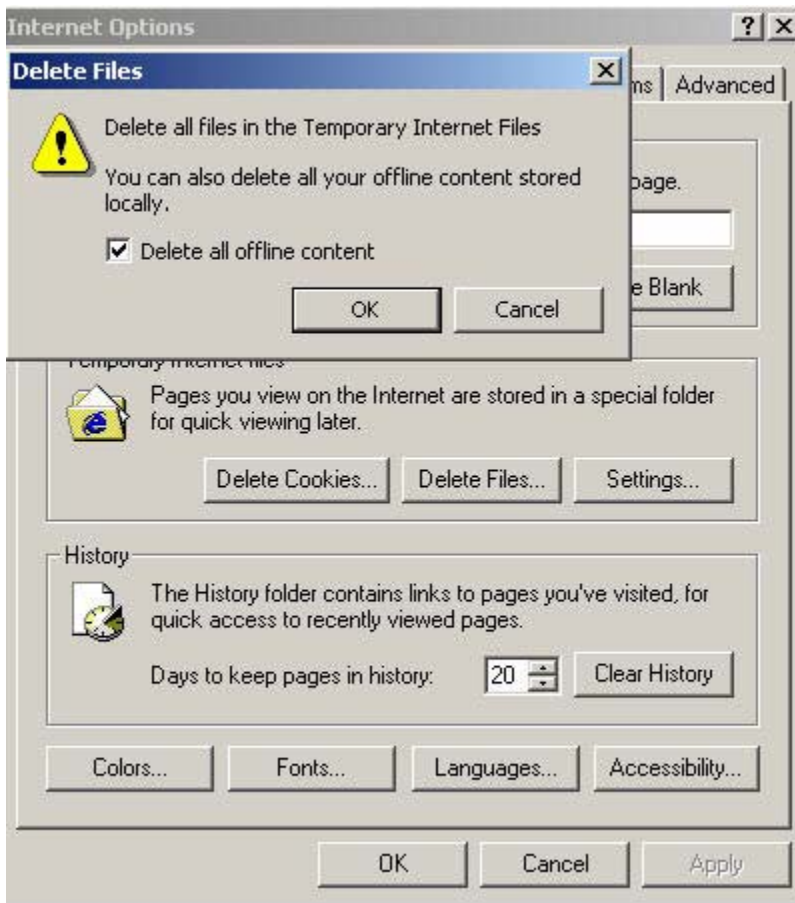 Internet Options
Delete Files
ms Advanced
Delete all files in the Temporary Internet Files
You can also delete all your offline content stored
locally.
page.
Delete all offline content
OK Cancel
e Blank
Temporary Internet files
Pages you view on the Internet are stored in a special folder
for quick viewing later.
Delete Cookies... Delete Files... Settings...
History
The History folder contains links to pages you've visited, for
quick access to recently viewed pages.
Days to keep pages in history: 20 Clear History
Colors... Fonts... Languages... Accessibility...
OK Cancel Apply